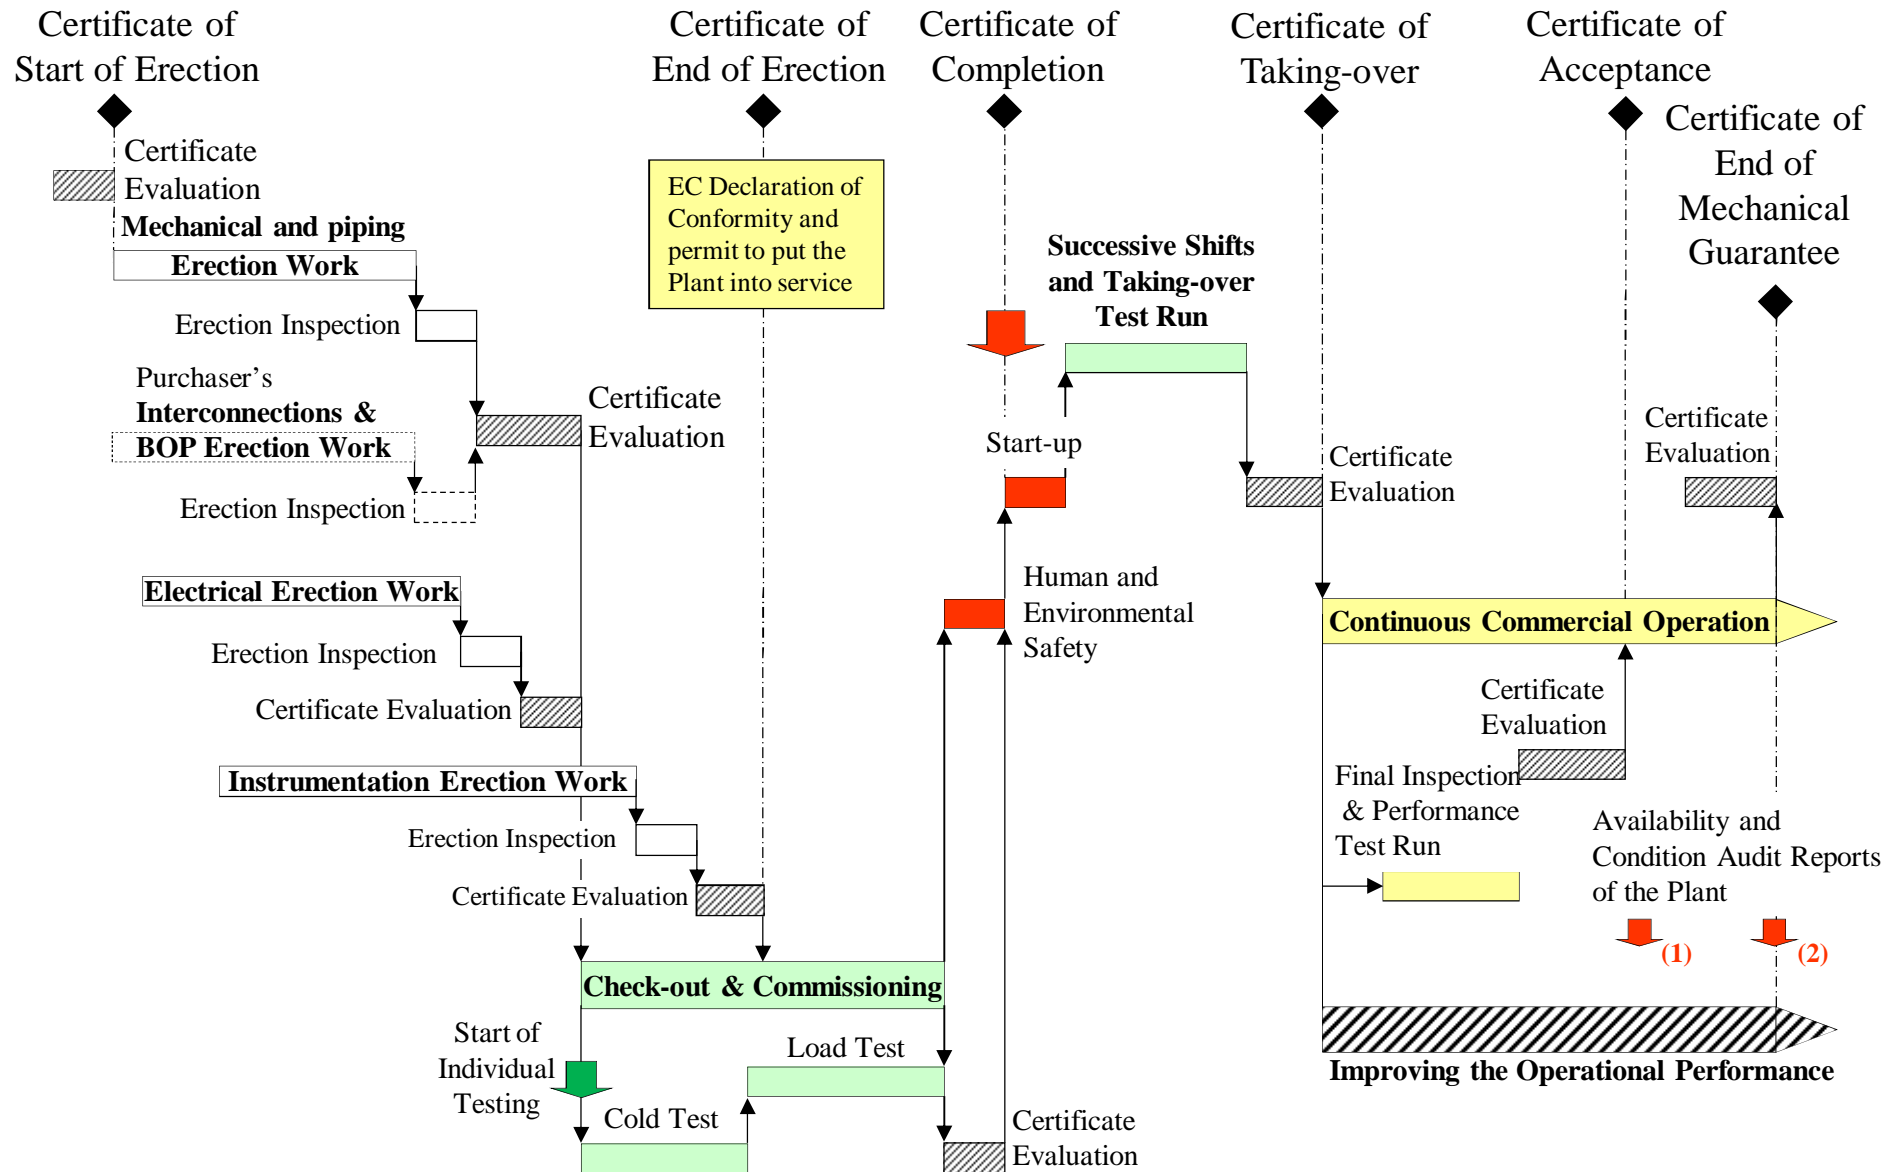 Certificate of
Start of Erection
Certificate of
End of Erection
Certificate of
Completion
Certificate of
Taking-over
Certificate of
Acceptance
Certificate of
End of
Mechanical
Guarantee
Certificate
Evaluation
Mechanical and piping
Erection Work
Erection Inspection
EC Declaration of
Conformity and
permit to put the
Plant into service
Successive Shifts
and Taking-over
Test Run
Purchaser's
Interconnections &
BOP Erection Work
Erection Inspection
Certificate
Evaluation
Start-up
Certificate
Evaluation
Certificate
Evaluation
Electrical Erection Work
Erection Inspection
Certificate Evaluation
Human and
Environmental
Safety
Continuous Commercial Operation
Certificate
Evaluation
Instrumentation Erection Work
Erection Inspection
Certificate Evaluation
Final Inspection
& Performance
Test Run
Availability and
Condition Audit Reports
of the Plant
(1)
(2)
Check-out & Commissioning
Start of
Individual
Testing
Load Test
Cold Test
Certificate
Evaluation
Improving the Operational Performance